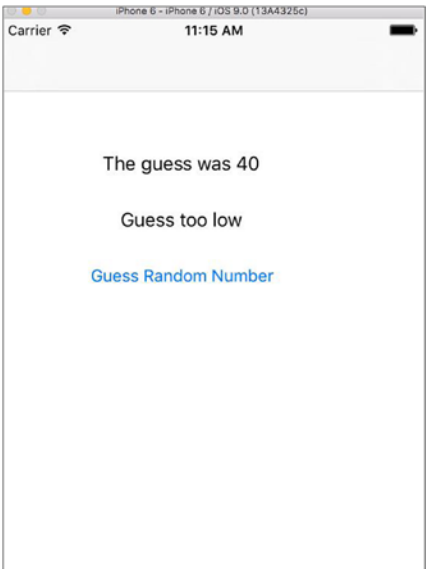 iPhone 6 - iPhone 6 / iOS 9.0 (13A4325c)
Carrier 11:15 AM
The guess was 40
Guess too low
Guess Random Number